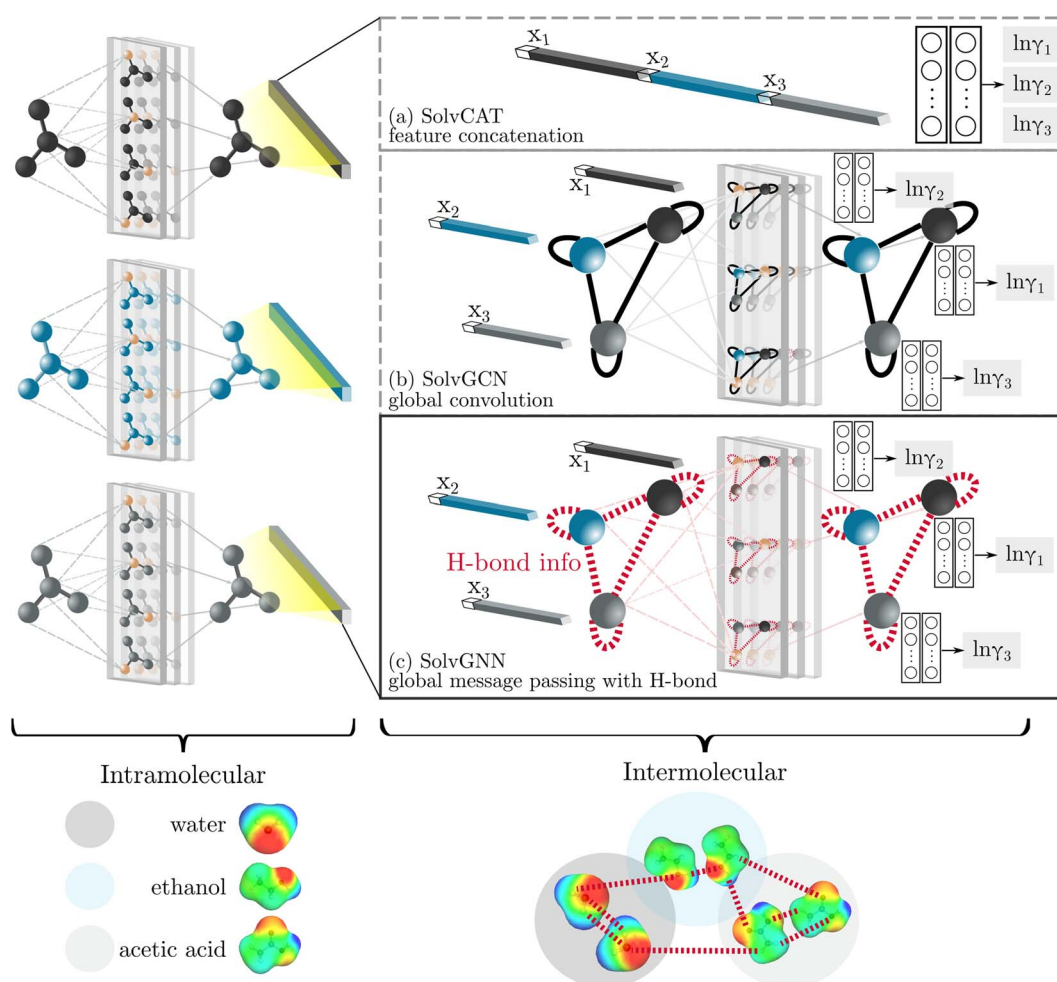 x₁
x₂
x₃
(a) SolvCAT
feature concatenation
lnγ₁
lnγ₂
lnγ₃
x₁
x₂
x₃
lnγ₂
lnγ₁
lnγ₃
(b) SolvGCN
global convolution
x₁
x₂
H-bond info
x₃
lnγ₂
lnγ₁
lnγ₃
(c) SolvGNN
global message passing with H-bond
Intramolecular
water
ethanol
acetic acid
Intermolecular